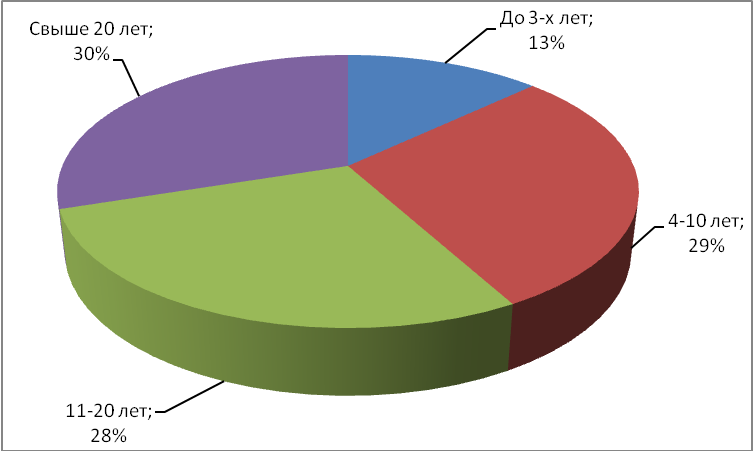 До 3-х лет;
13%
4-10 лет;
29%
11-20 лет;
28%
Свыше 20 лет;
30%